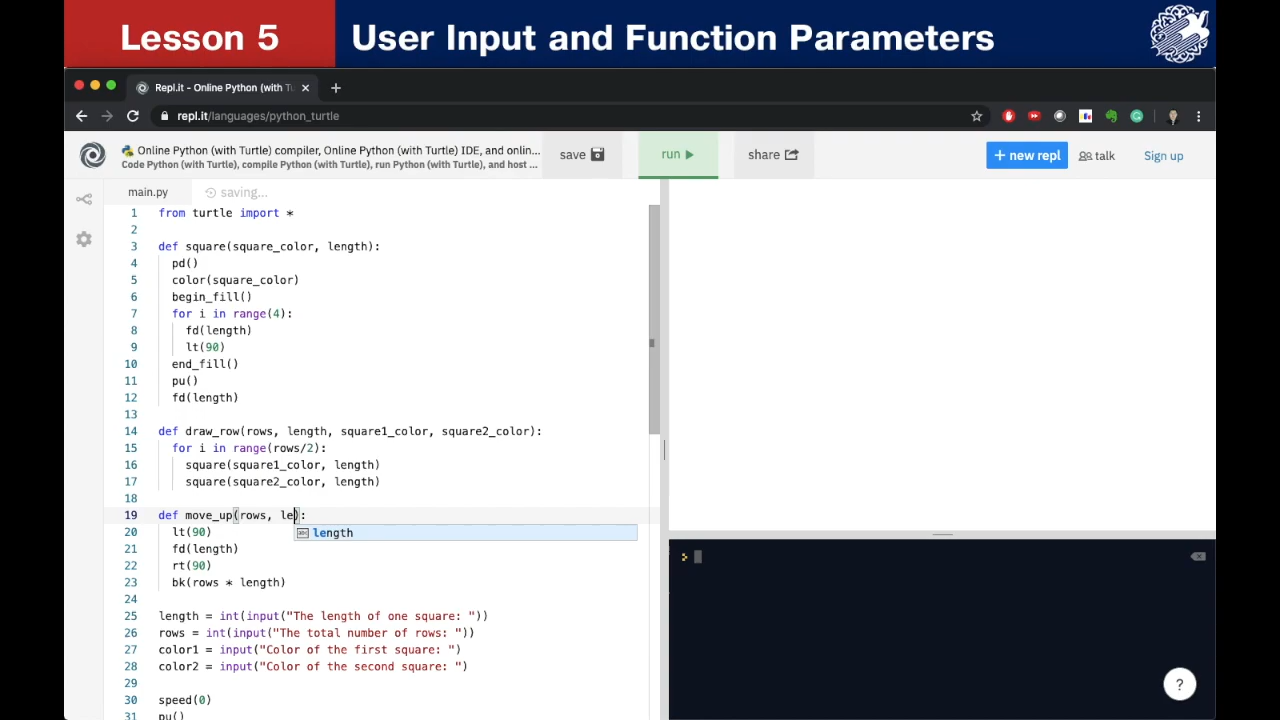 Lesson 5
User Input and Function Parameters
Repl.it - Online Python (with Tu
repl.it/languages/python_turtle
Online Python (with Turtle) compiler, Online Python (with Turtle) IDE, and onlin...
Code Python (with Turtle), compile Python (with Turtle), run Python (with Turtle), and host ...
save
run
share
+ new repl
talk
Sign up
main.py
saving...
1 from turtle import *
2
3 def square(square_color, length):
4 pd()
5 color(square_color)
6 begin_fill()
7 for i in range(4):
8 fd(length)
9 lt(90)
10 end_fill()
11 pu()
12 fd(length)
13
14 def draw_row(rows, length, square1_color, square2_color):
15 for i in range(rows/2):
16 square(square1_color, length)
17 square(square2_color, length)
18
19 def move_up(rows, le):
20 lt(90)
abc length
21 fd(length)
22 rt(90)
23 bk(rows * length)
24
25 length = int(input("The length of one square: "))
26 rows = int(input("The total number of rows: "))
27 color1 = input("Color of the first square: ")
28 color2 = input("Color of the second square: ")
29
30 speed(0)
31 pu()
?